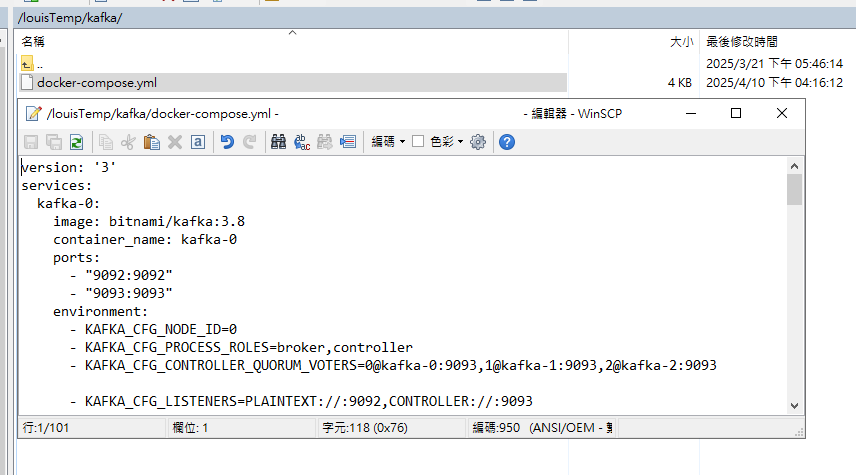 /louisTemp/kafka/
名稱 大小 最後修改時間
.. 2025/3/21 下午 05:46:14
docker-compose.yml 4 KB 2025/4/10 下午 04:16:12
/louisTemp/kafka/docker-compose.yml - - 編輯器 - WinSCP
編碼 色彩
version: '3'
services:
  kafka-0:
    image: bitnami/kafka:3.8
    container_name: kafka-0
    ports:
      - "9092:9092"
      - "9093:9093"
    environment:
      - KAFKA_CFG_NODE_ID=0
      - KAFKA_CFG_PROCESS_ROLES=broker,controller
      - KAFKA_CFG_CONTROLLER_QUORUM_VOTERS=0@kafka-0:9093,1@kafka-1:9093,2@kafka-2:9093
      - KAFKA_CFG_LISTENERS=PLAINTEXT://:9092,CONTROLLER://:9093
行:1/101 欄位: 1 字元:118 (0x76) 編碼:950 (ANSI/OEM -